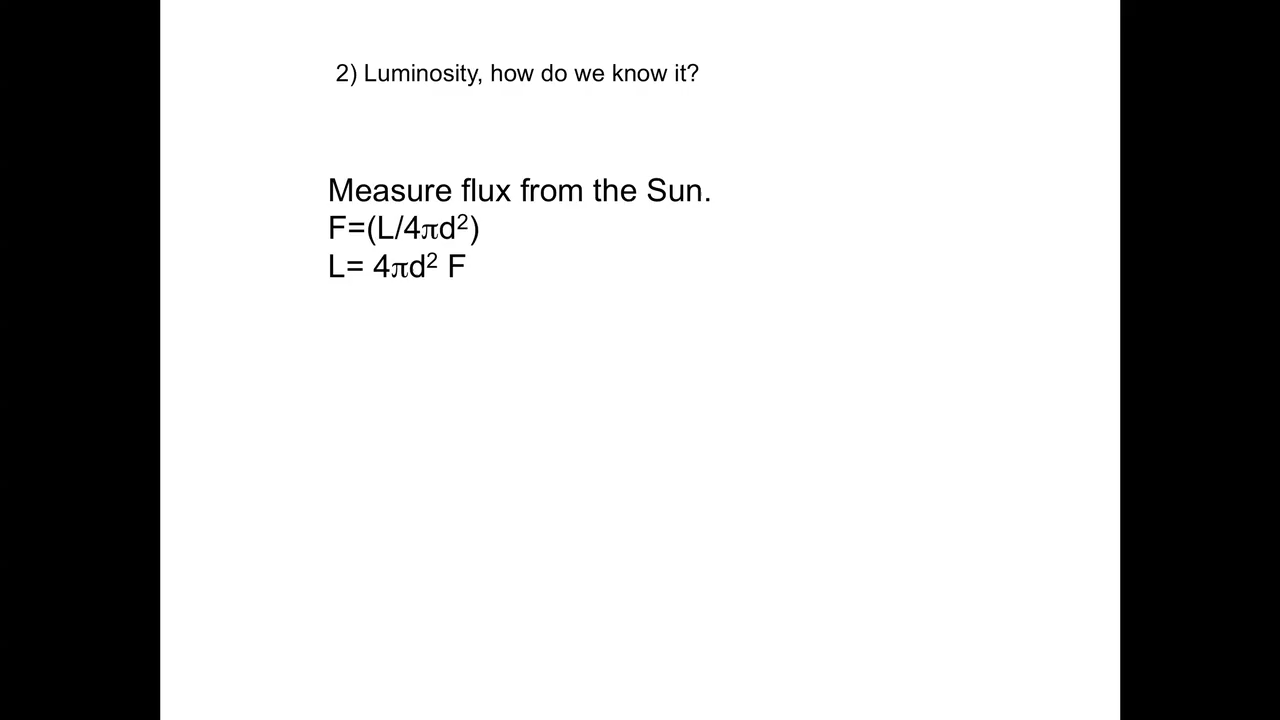 2) Luminosity, how do we know it?
Measure flux from the Sun.
F=(L/4πd²)
L= 4πd² F